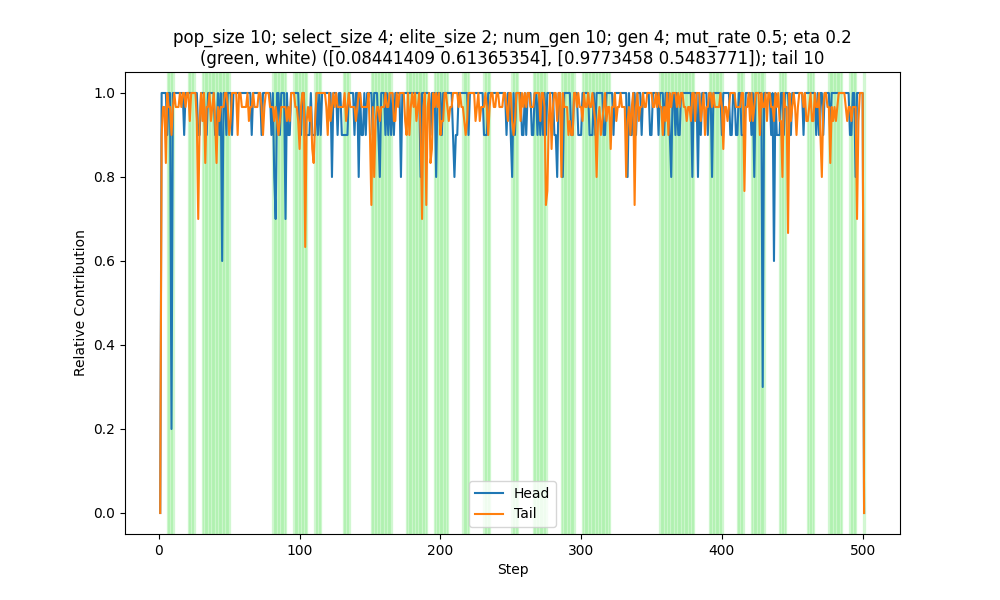 pop_size 10; select_size 4; elite_size 2; num_gen 10; gen 4; mut_rate 0.5; eta 0.2
(green, white) ([0.08441409 0.61365354], [0.9773458 0.5483771]); tail 10
1.0
0.8
0.6
0.4
0.2
0.0
Relative Contribution
Head
Tail
0 100 200 300 400 500
Step